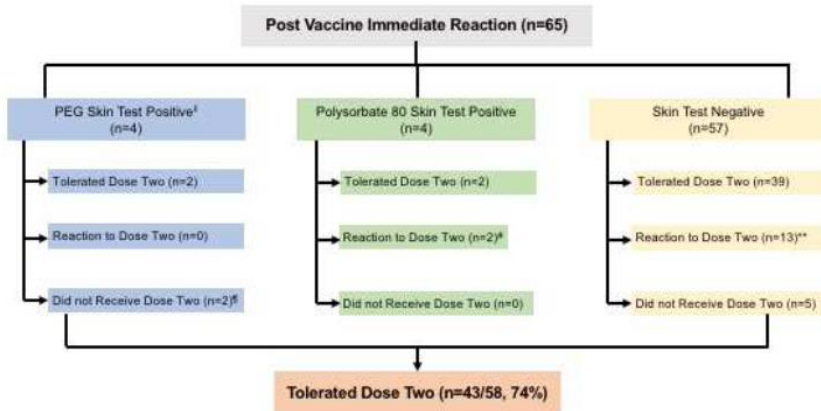 Post Vaccine Immediate Reaction (n=65)
PEG Skin Test Positive
(n=4)
Tolerated Dose Two (n=2)
Reaction to Dose Two (n=0)
Did not Receive Dose Two (n=2)
Polysorbate 80 Skin Test Positive
(n=4)
Tolerated Dose Two (n=2)
Reaction to Dose Two (n=2)
Did not Receive Dose Two (n=0)
Skin Test Negative
(n=57)
Tolerated Dose Two (n=39)
Reaction to Dose Two (n=13)**
Did not Receive Dose Two (n=5)
Tolerated Dose Two (n=43/58, 74%)